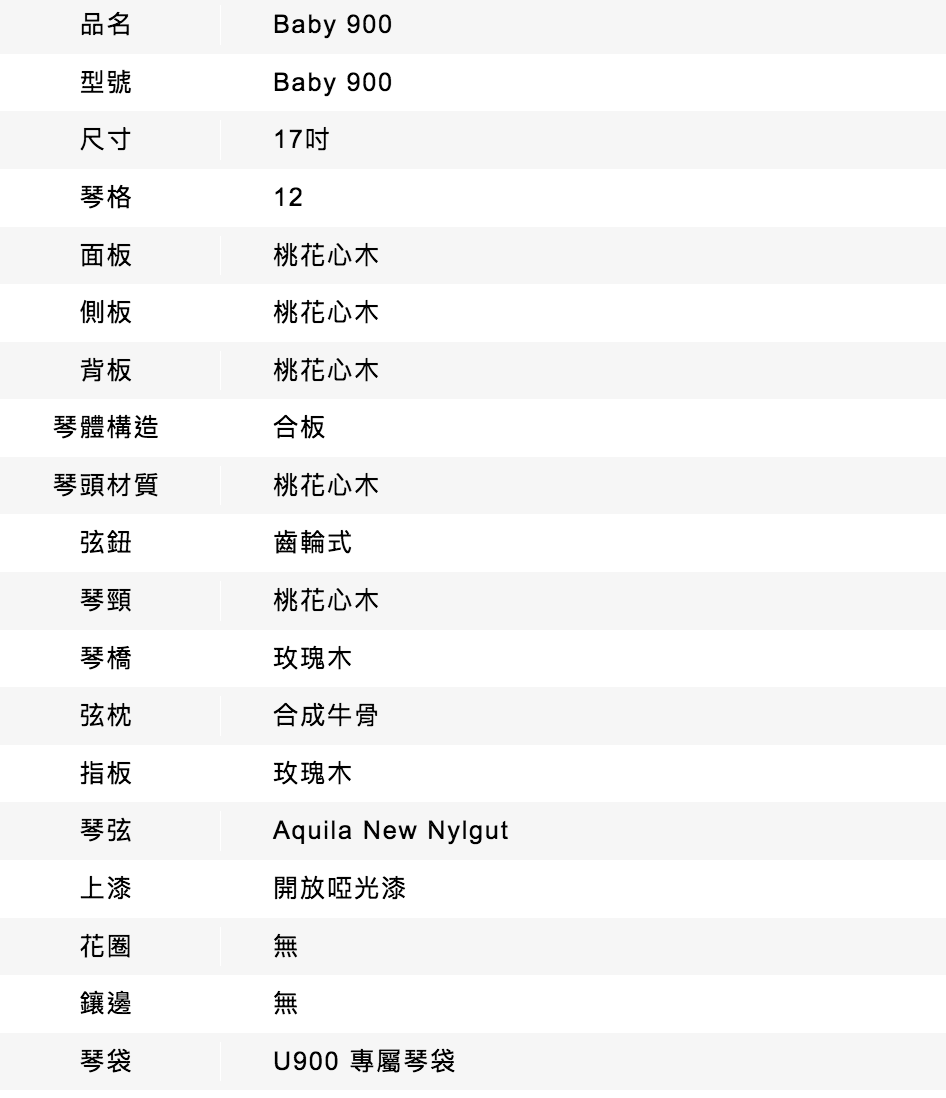 品名 Baby 900
型號 Baby 900
尺寸 17吋
琴格 12
面板 桃花心木
側板 桃花心木
背板 桃花心木
琴體構造 合板
琴頭材質 桃花心木
弦鈕 齒輪式
琴頸 桃花心木
琴橋 玫瑰木
弦枕 合成牛骨
指板 玫瑰木
琴弦 Aquila New Nylgut
上漆 開放啞光漆
花圈 無
鑲邊 無
琴袋 U900 專屬琴袋